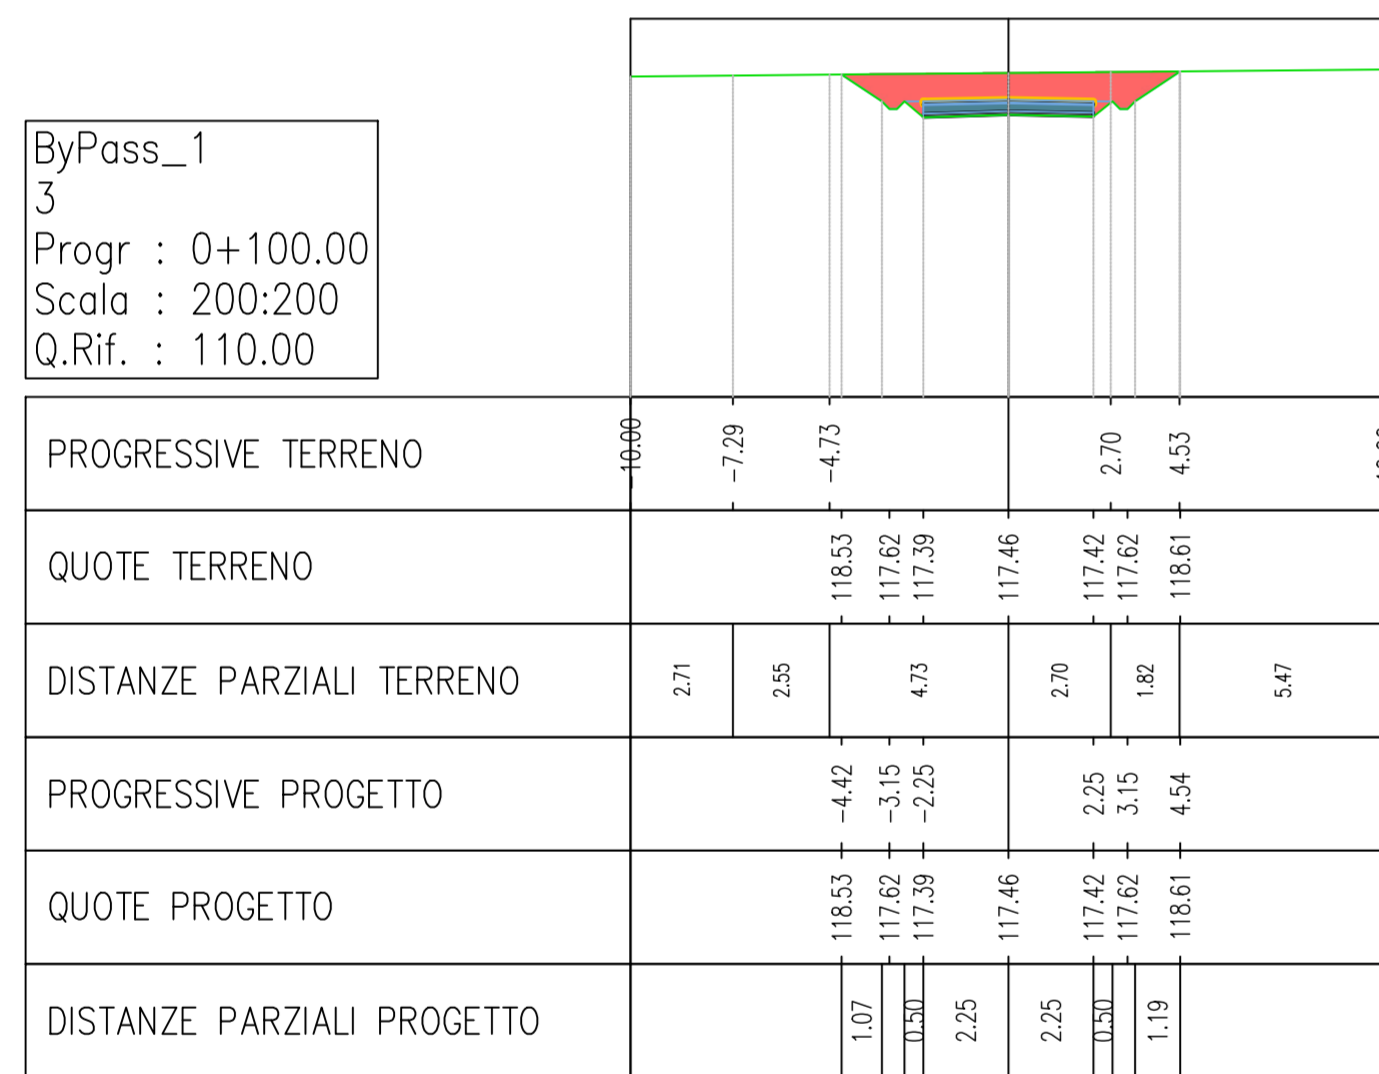 ByPass_1
3
Progr : 0+100.00
Scala : 200:200
Q.Rif. : 110.00
PROGRESSIVE TERRENO -10.00 -7.29 -4.73 2.70 4.53
QUOTE TERRENO 118.53 117.62 117.39 117.46 117.42 117.62 118.61
DISTANZE PARZIALI TERRENO 2.71 2.55 4.73 2.70 1.82 5.47
PROGRESSIVE PROGETTO -4.42 -3.15 -2.25 2.25 3.15 4.54
QUOTE PROGETTO 118.53 117.62 117.39 117.46 117.42 117.62 118.61
DISTANZE PARZIALI PROGETTO 1.07 0.50 2.25 2.25 0.50 1.19